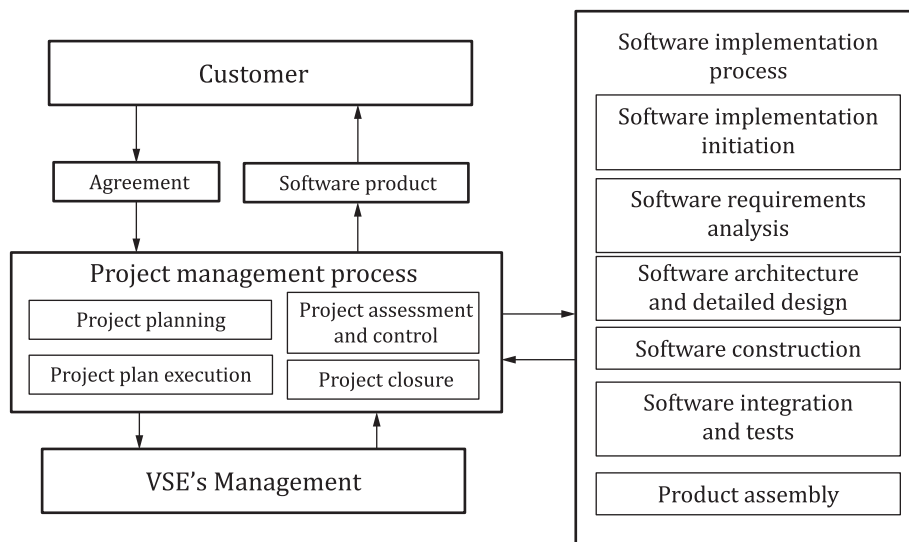 Customer
Agreement
Software product
Project management process
Project planning
Project assessment
and control
Project plan execution
Project closure
VSE’s Management
Software implementation
process
Software implementation
initiation
Software requirements
analysis
Software architecture
and detailed design
Software construction
Software integration
and tests
Product assembly